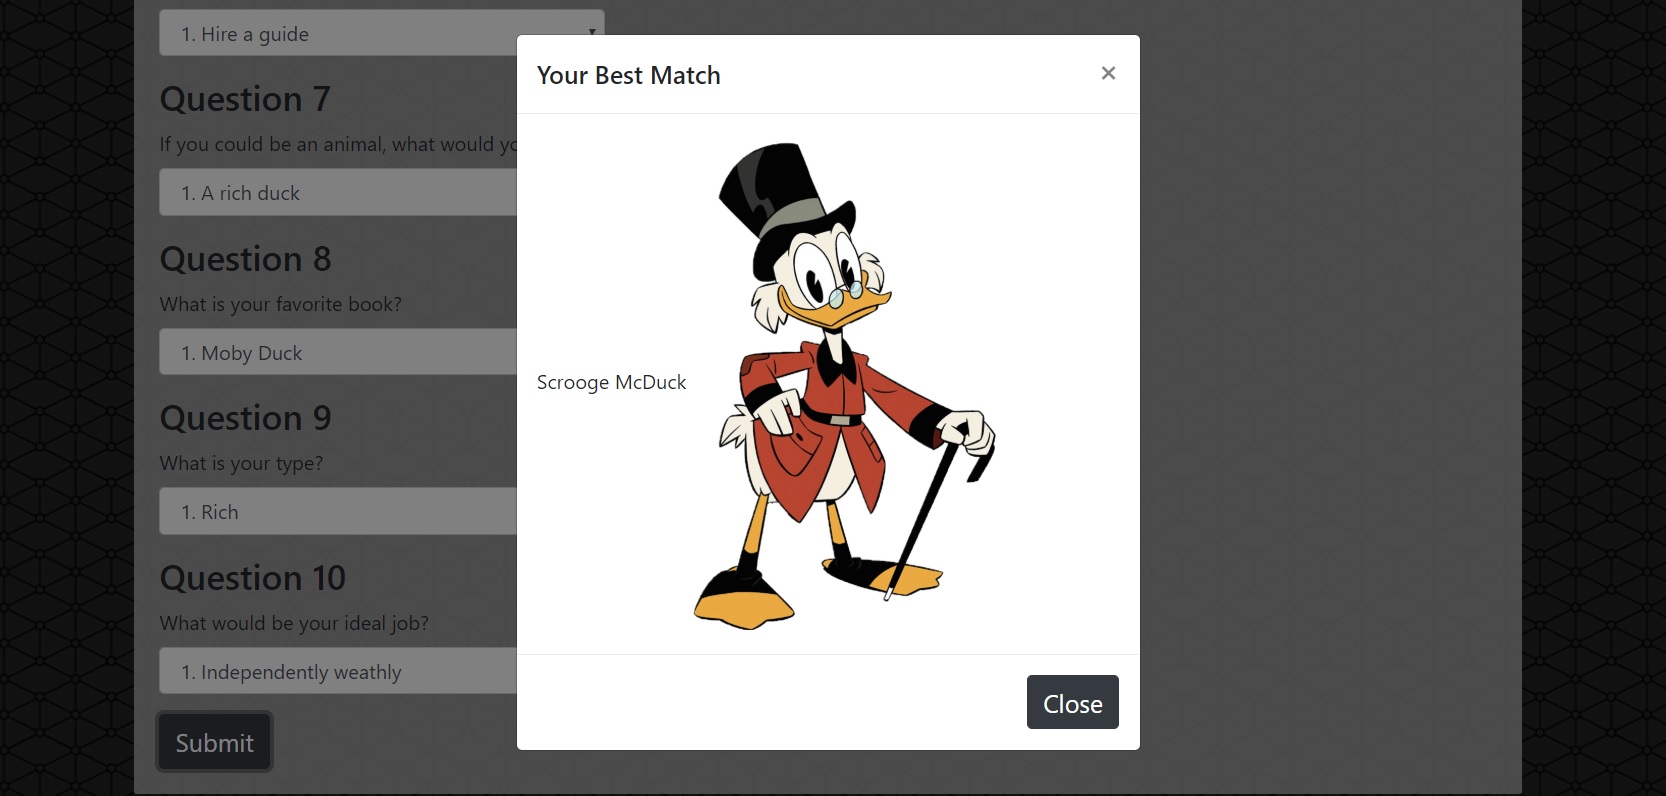 1. Hire a guide
Question 7
If you could be an animal, what would
1. A rich duck
Question 8
What is your favorite book?
1. Moby Duck
Question 9
What is your type?
1. Rich
Question 10
What would be your ideal job?
1. Independently weathly
Submit
Your Best Match
×
Scrooge McDuck
Close